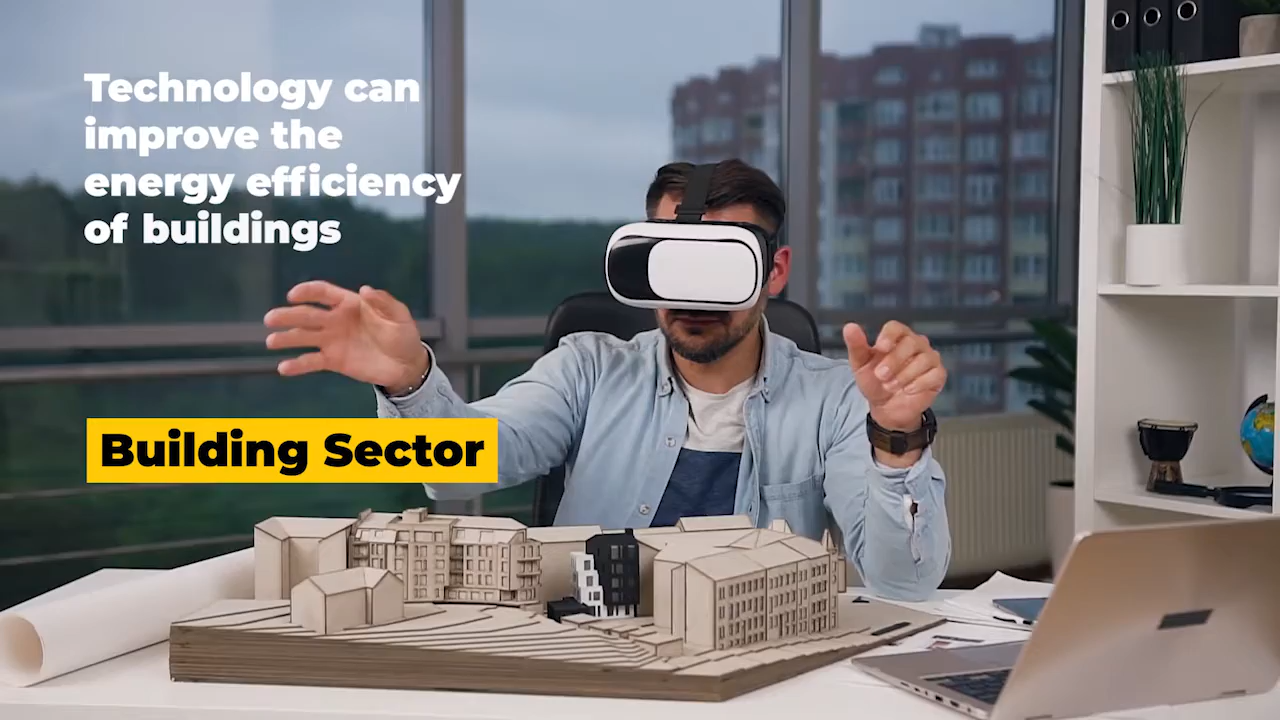 Technology can
improve the
energy efficiency
of buildings
Building Sector